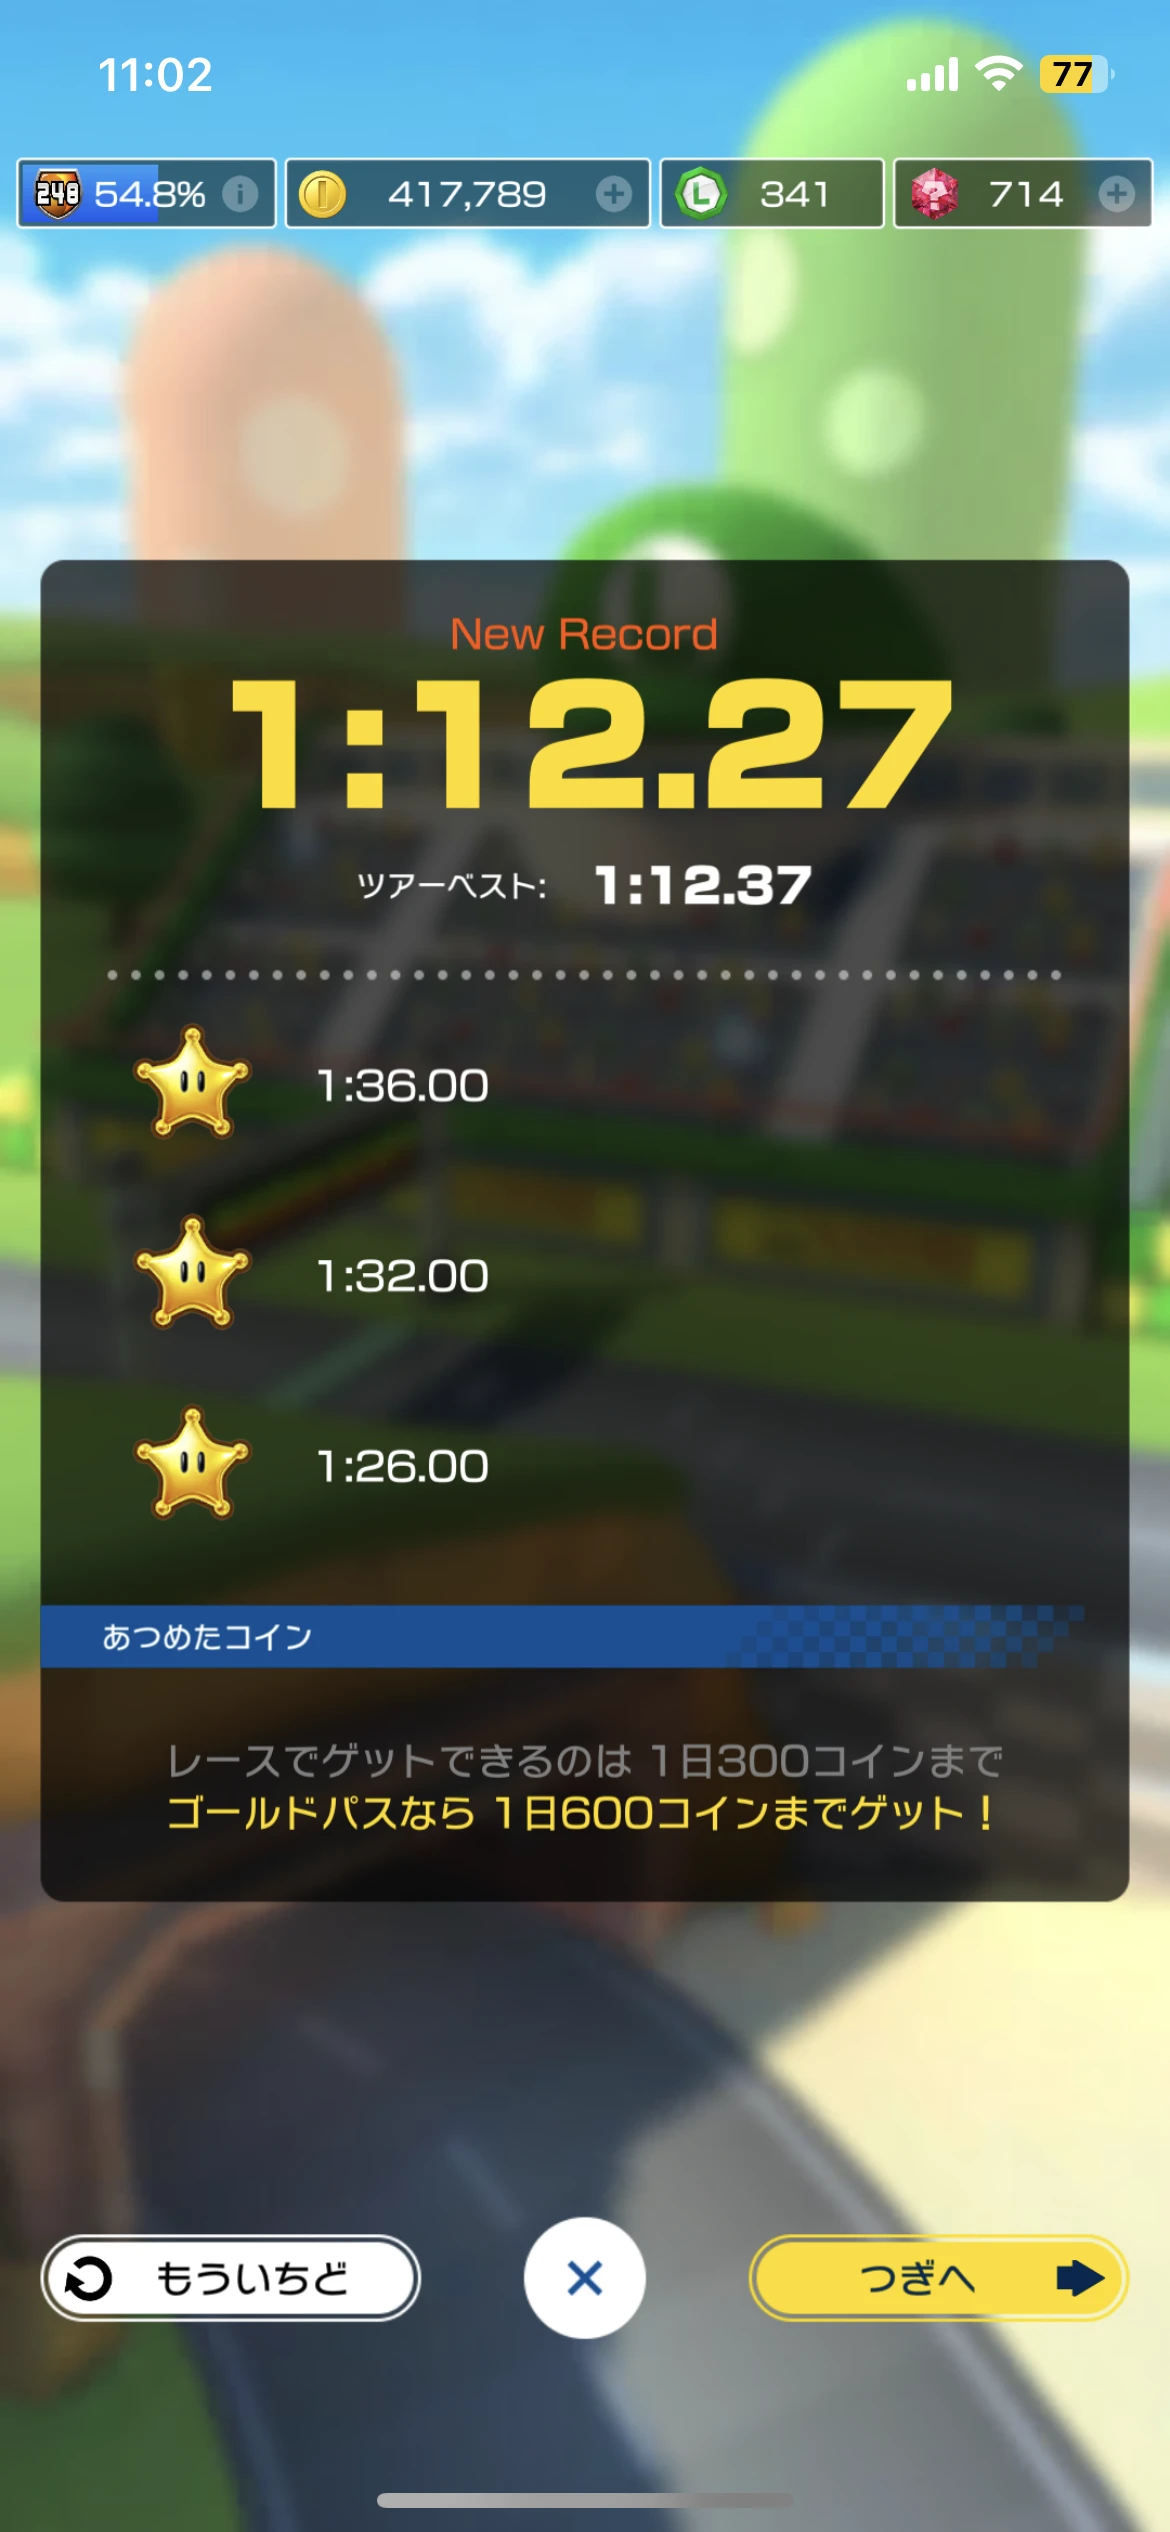 11:02
77
248 54.8% i 417,789 + L 341 ? 714 +
New Record
1:12.27
ツアーベスト: 1:12.37
1:36.00
1:32.00
1:26.00
あつめたコイン
レースでゲットできるのは 1日300コインまで
ゴールドパスなら 1日600コインまでゲット！
もういちど
つぎへ